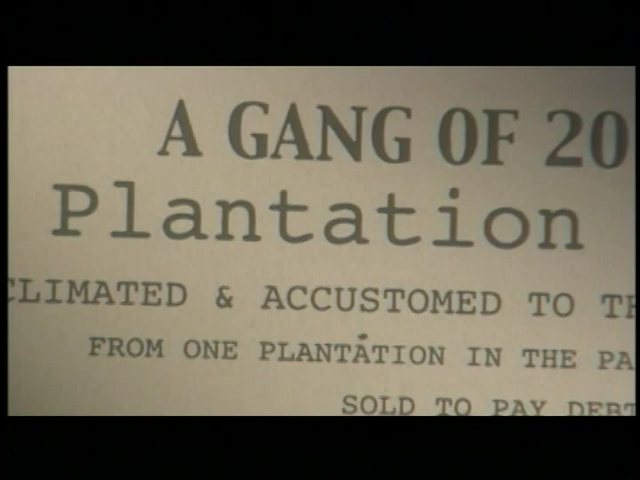 A GANG OF 20
Plantation
CLIMATED & ACCUSTOMED TO TH
FROM ONE PLANTATION IN THE PA
SOLD TO PAY DEBT